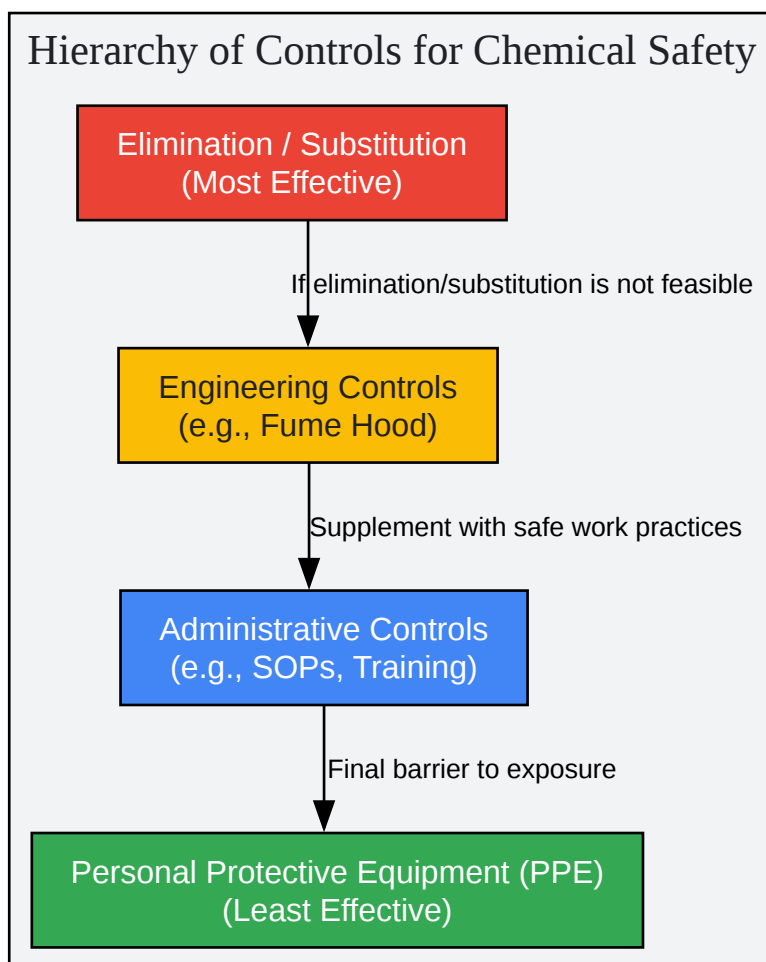 Hierarchy of Controls for Chemical Safety
Elimination / Substitution
(Most Effective)
If elimination/substitution is not feasible
Engineering Controls
(e.g., Fume Hood)
Supplement with safe work practices
Administrative Controls
(e.g., SOPs, Training)
Final barrier to exposure
Personal Protective Equipment (PPE)
(Least Effective)